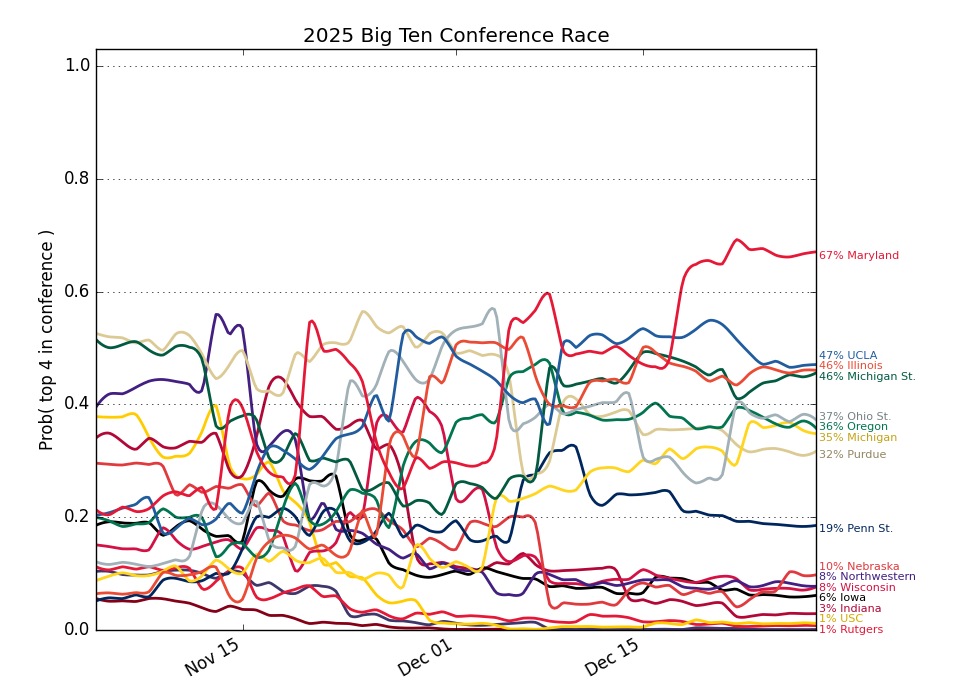 2025 Big Ten Conference Race
Prob( top 4 in conference )
1.0
0.8
0.6
0.4
0.2
0.0
Nov 15
Dec 01
Dec 15
67% Maryland
47% UCLA
46% Illinois
46% Michigan St.
37% Ohio St.
36% Oregon
35% Michigan
32% Purdue
19% Penn St.
10% Nebraska
8% Northwestern
8% Wisconsin
6% Iowa
3% Indiana
1% USC
1% Rutgers